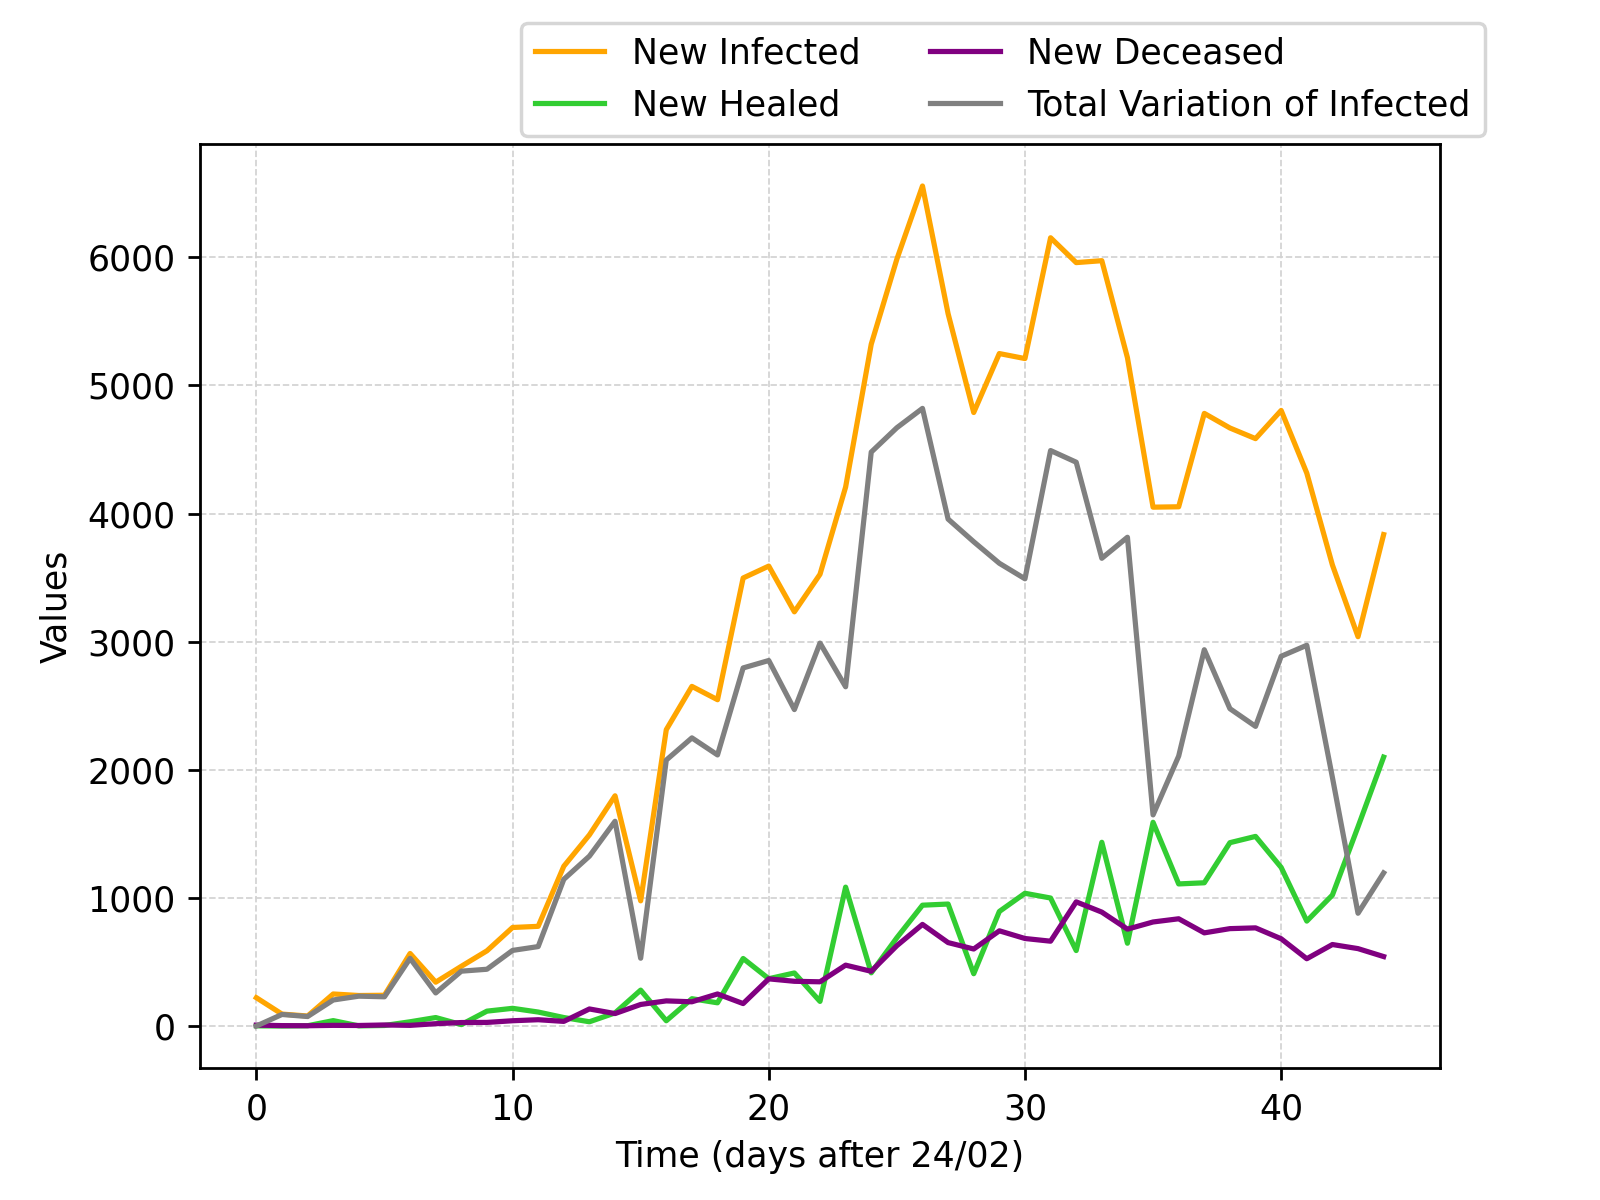 New Infected
New Healed
New Deceased
Total Variation of Infected
6000
5000
4000
3000
2000
1000
0
Values
0 10 20 30 40
Time (days after 24/02)